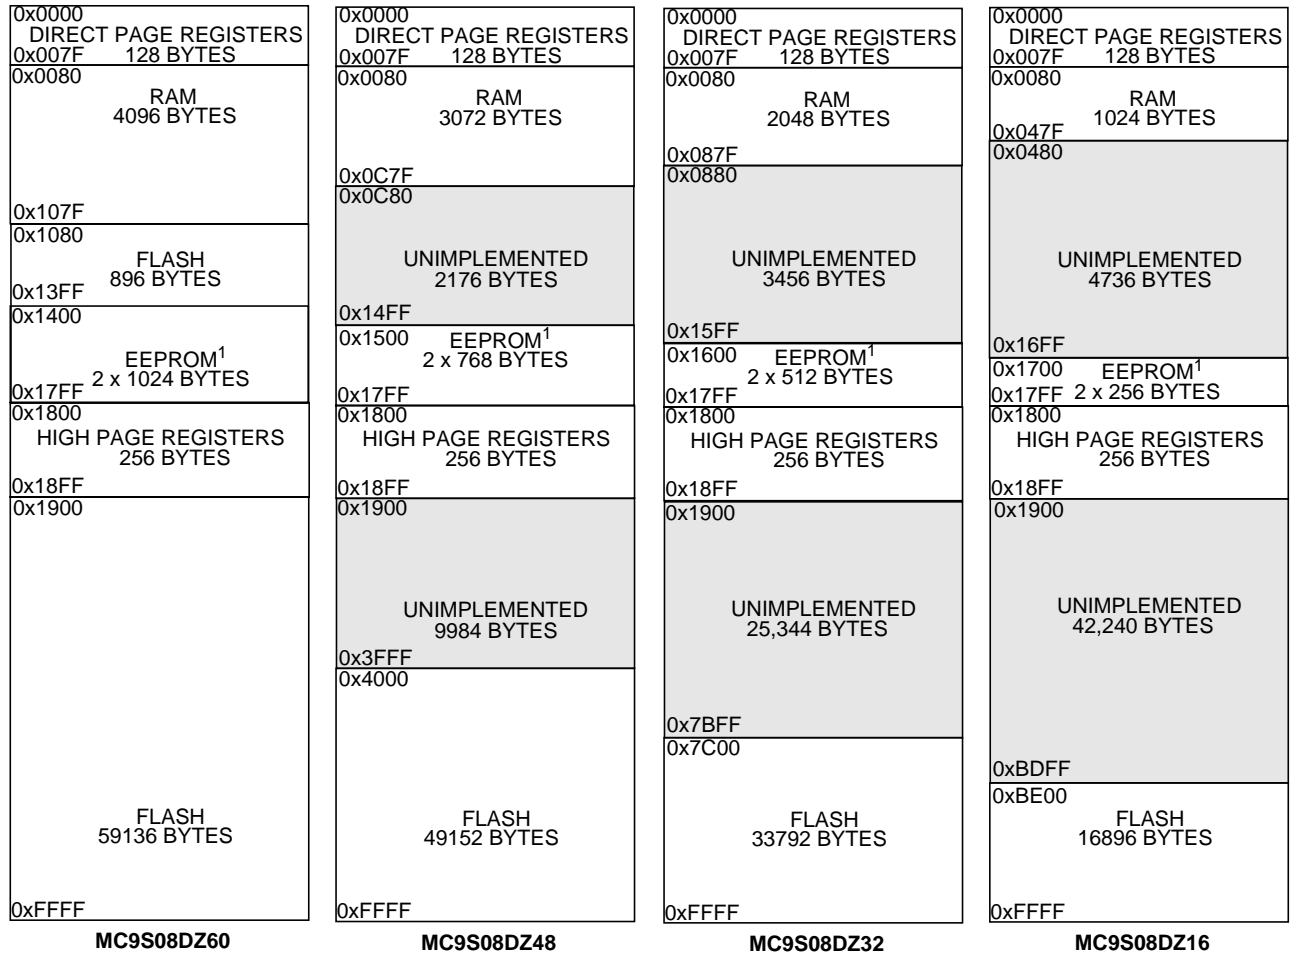 0x0000
DIRECT PAGE REGISTERS
0x007F 128 BYTES
0x0080
RAM
4096 BYTES
0x107F
0x1080
FLASH
896 BYTES
0x13FF
0x1400
EEPROM1
2 x 1024 BYTES
0x17FF
0x1800
HIGH PAGE REGISTERS
256 BYTES
0x18FF
0x1900
FLASH
59136 BYTES
0xFFFF
MC9S08DZ60
0x0000
DIRECT PAGE REGISTERS
0x007F 128 BYTES
0x0080
RAM
3072 BYTES
0x0C7F
0x0C80
UNIMPLEMENTED
2176 BYTES
0x14FF
0x1500 EEPROM1
2 x 768 BYTES
0x17FF
0x1800
HIGH PAGE REGISTERS
256 BYTES
0x18FF
0x1900
UNIMPLEMENTED
9984 BYTES
0x3FFF
0x4000
FLASH
49152 BYTES
0xFFFF
MC9S08DZ48
0x0000
DIRECT PAGE REGISTERS
0x007F 128 BYTES
0x0080
RAM
2048 BYTES
0x087F
0x0880
UNIMPLEMENTED
3456 BYTES
0x15FF
0x1600 EEPROM1
2 x 512 BYTES
0x17FF
0x1800
HIGH PAGE REGISTERS
256 BYTES
0x18FF
0x1900
UNIMPLEMENTED
25,344 BYTES
0x7BFF
0x7C00
FLASH
33792 BYTES
0xFFFF
MC9S08DZ32
0x0000
DIRECT PAGE REGISTERS
0x007F 128 BYTES
0x0080
RAM
1024 BYTES
0x047F
0x0480
UNIMPLEMENTED
4736 BYTES
0x16FF
0x1700 EEPROM1
0x17FF 2 x 256 BYTES
0x1800
HIGH PAGE REGISTERS
256 BYTES
0x18FF
0x1900
UNIMPLEMENTED
42,240 BYTES
0xBDFF
0xBE00
FLASH
16896 BYTES
0xFFFF
MC9S08DZ16